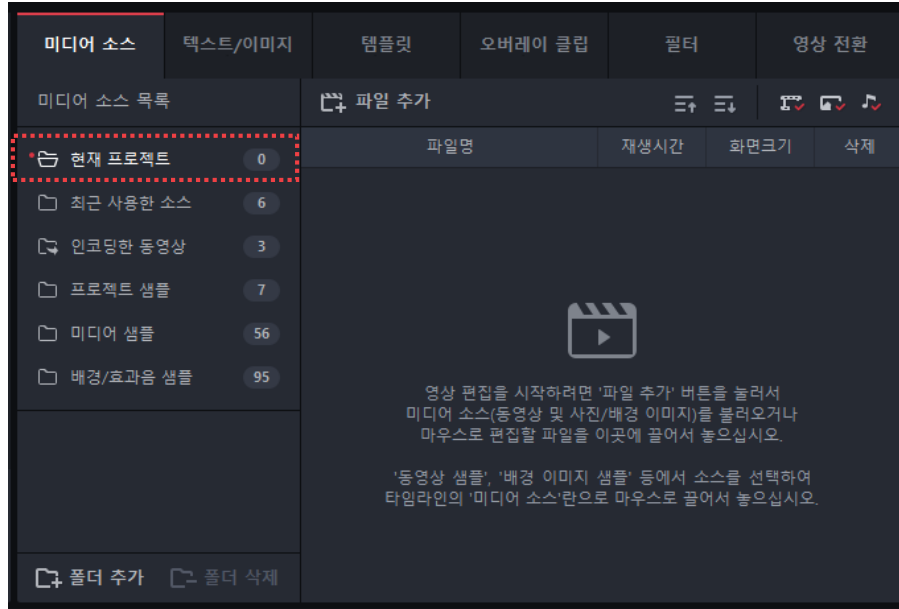 미디어 소스 텍스트/이미지 템플릿 오버레이 클립 필터 영상 전환
미디어 소스 목록 파일 추가
파일명 재생시간 화면크기 삭제
현재 프로젝트 0
최근 사용한 소스 6
인코딩한 동영상 3
프로젝트 샘플 7
미디어 샘플 56
배경/효과음 샘플 95
영상 편집을 시작하려면 '파일 추가' 버튼을 눌러서
미디어 소스(동영상 및 사진/배경 이미지)를 불러오거나
마우스로 편집할 파일을 이곳에 끌어서 놓으십시오.
'동영상 샘플', '배경 이미지 샘플' 등에서 소스를 선택하여
타임라인의 '미디어 소스'란으로 마우스로 끌어서 놓으십시오.
폴더 추가 폴더 삭제